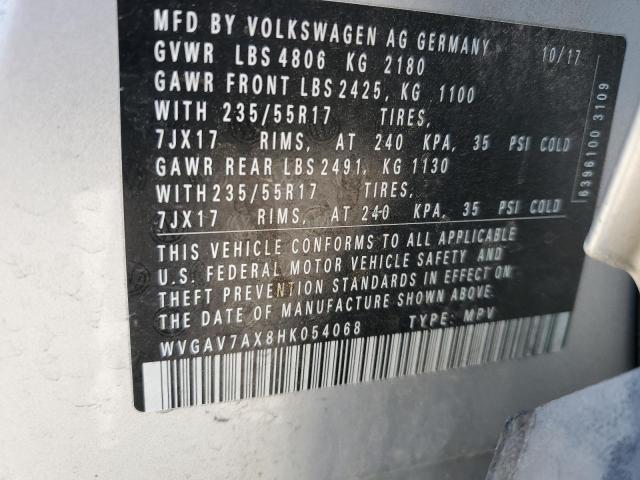 MFD BY VOLKSWAGEN AG GERMANY 10/17
GVWR LBS 4806 KG 2180
GAWR FRONT LBS 2425, KG 1100
WITH 235/55R17 TIRES,
7JX17 RIMS, AT 240 KPA, 35 PSI COLD
GAWR REAR LBS 2491, KG 1130
WITH 235/55R17 TIRES,
7JX17 RIMS, AT 240 KPA, 35 PSI COLD
THIS VEHICLE CONFORMS TO ALL APPLICABLE
U.S. FEDERAL MOTOR VEHICLE SAFETY AND
THEFT PREVENTION STANDARDS IN EFFECT ON
THE DATE OF MANUFACTURE SHOWN ABOVE.
WVGAV7AX8HK054068 TYPE: MPV
6396100 3109